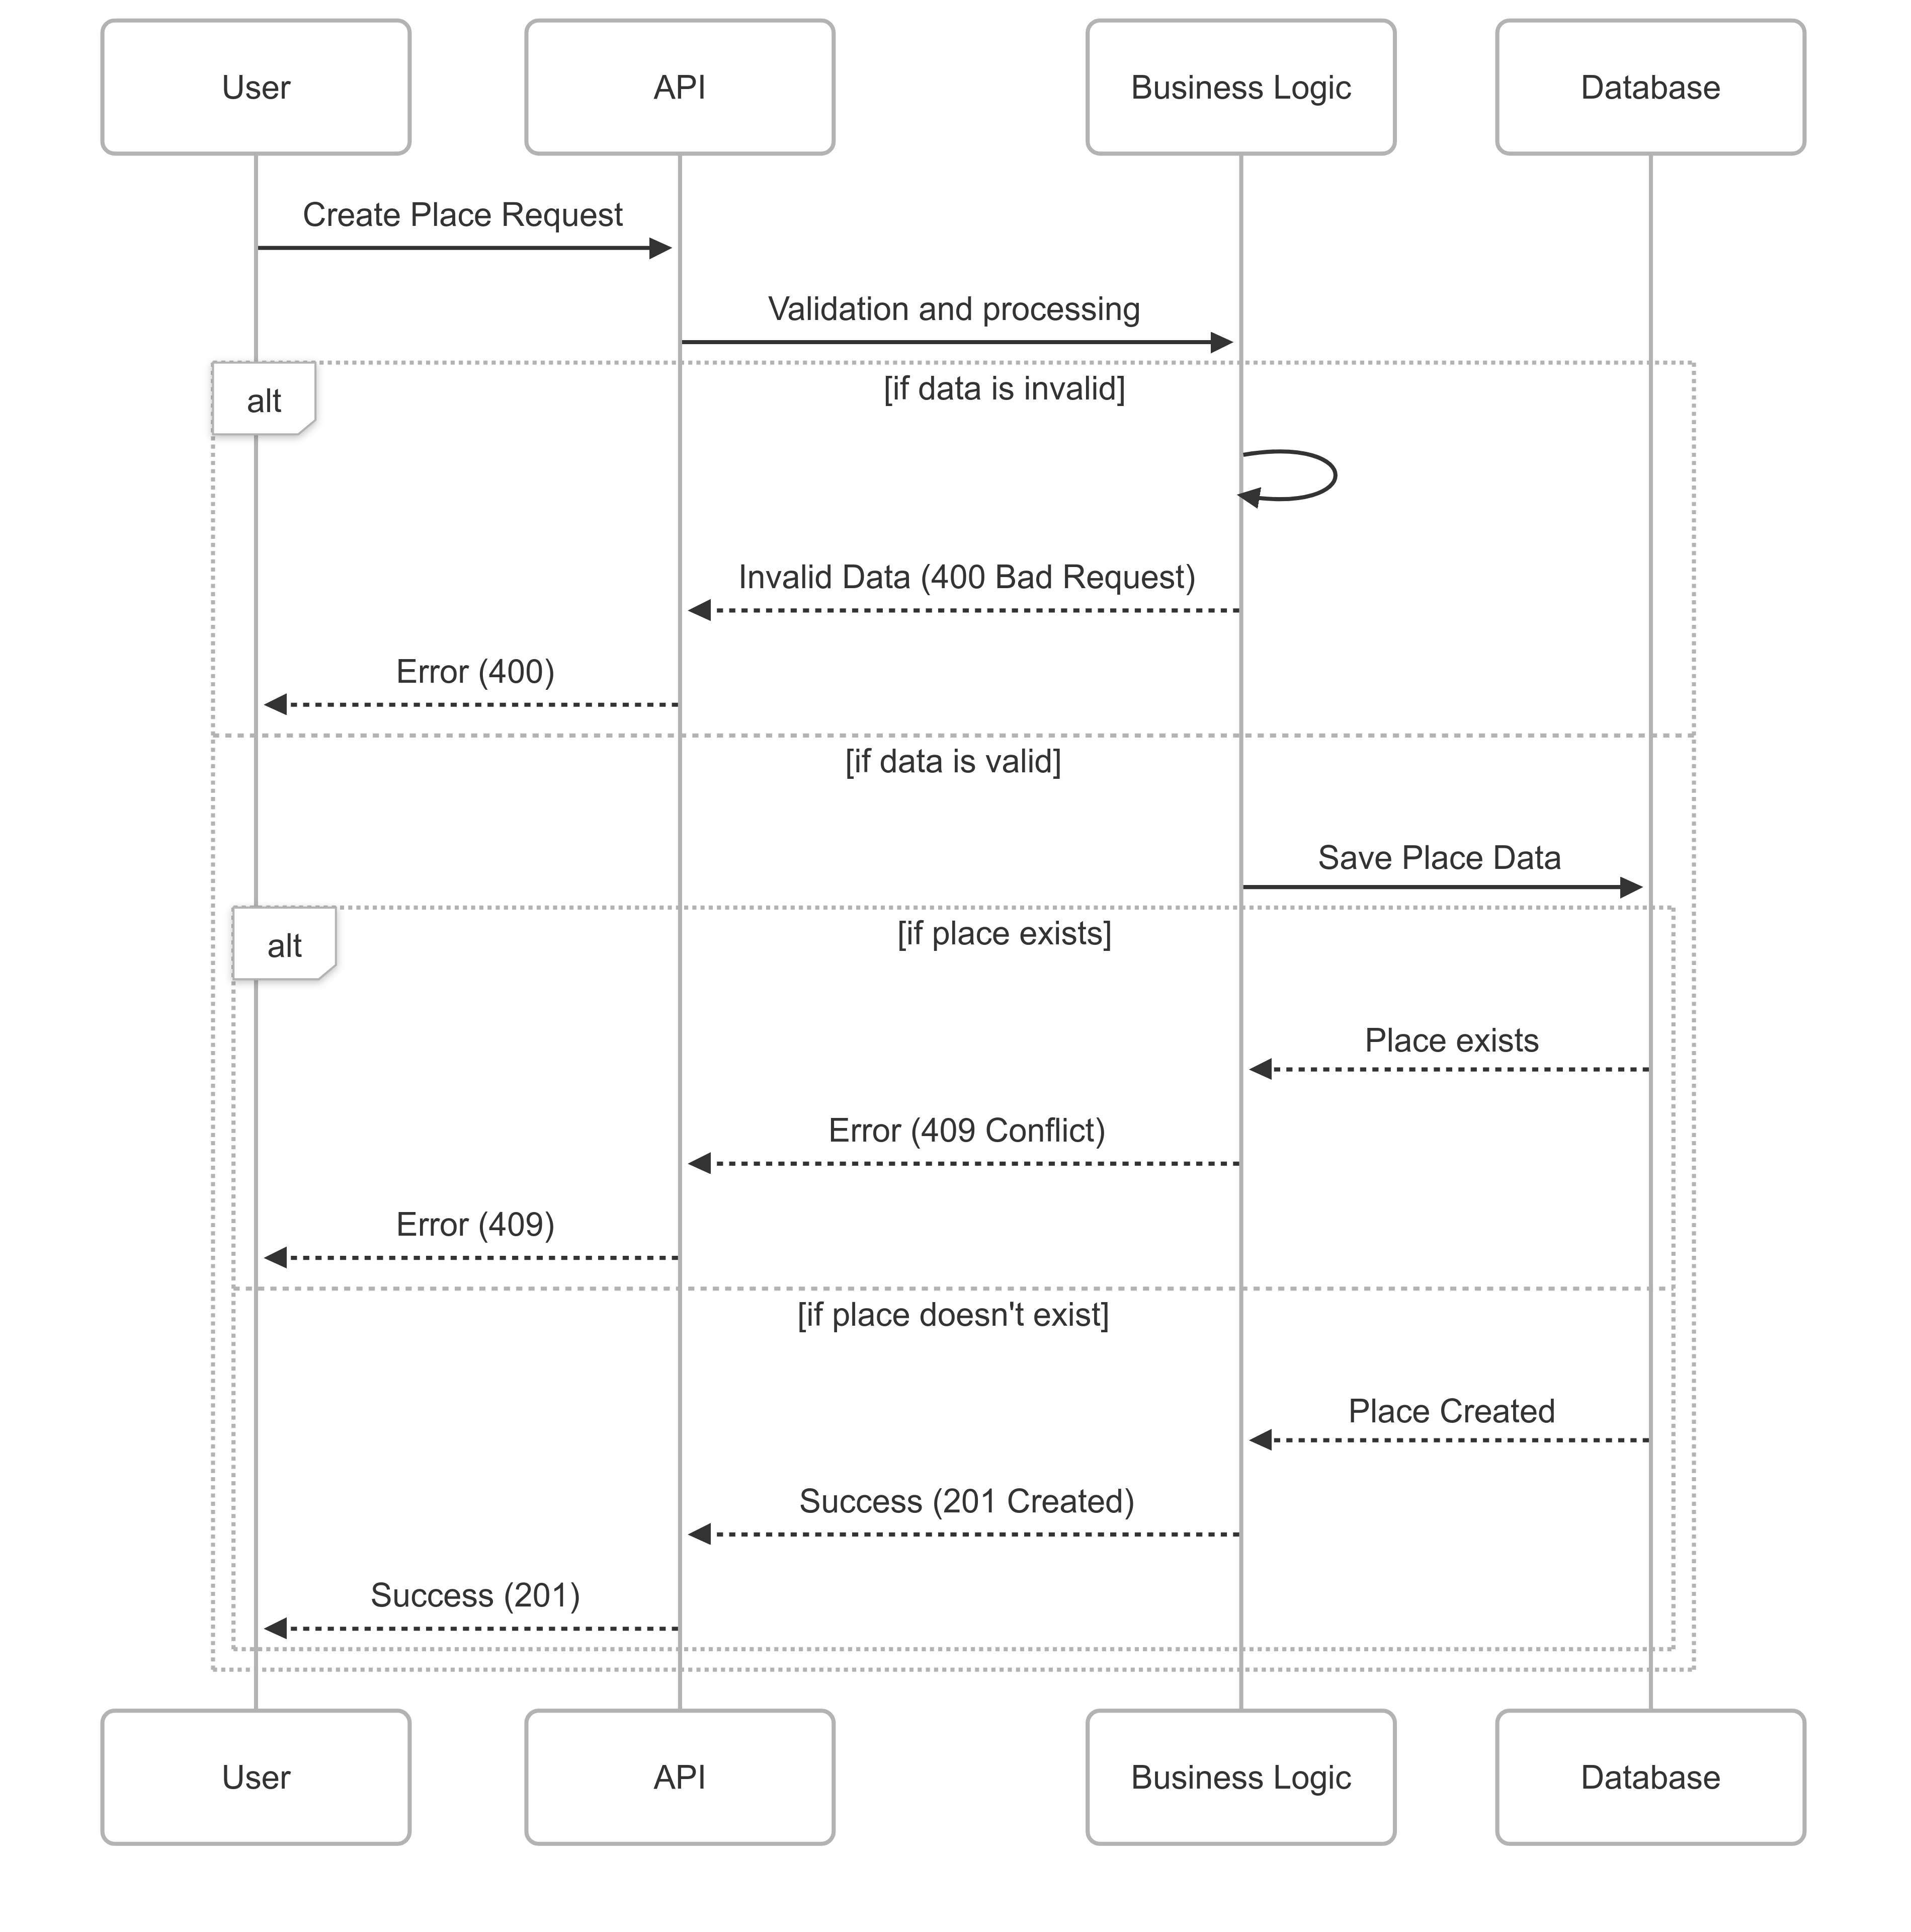 User
API
Business Logic
Database
Create Place Request
Validation and processing
alt
[if data is invalid]
Invalid Data (400 Bad Request)
Error (400)
[if data is valid]
Save Place Data
alt
[if place exists]
Place exists
Error (409 Conflict)
Error (409)
[if place doesn't exist]
Place Created
Success (201 Created)
Success (201)
User
API
Business Logic
Database